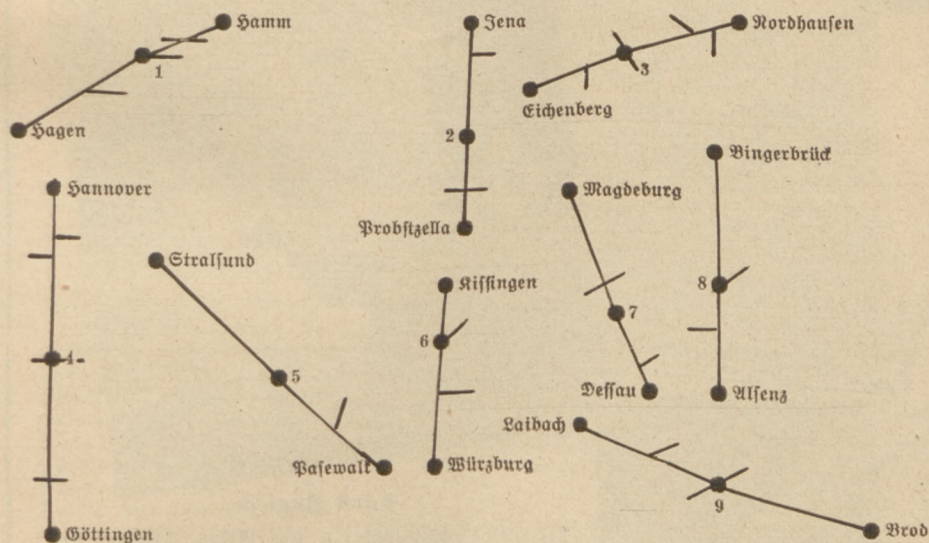 Hamm
1
Hagen
Jena
2
Probstzella
Nordhausen
3
Eichenberg
Hannover
4
Göttingen
Stralsund
5
Pasewalk
Kissingen
6
Würzburg
Magdeburg
7
Dessau
Bingerbrück
8
Alsenz
Laibach
9
Brod